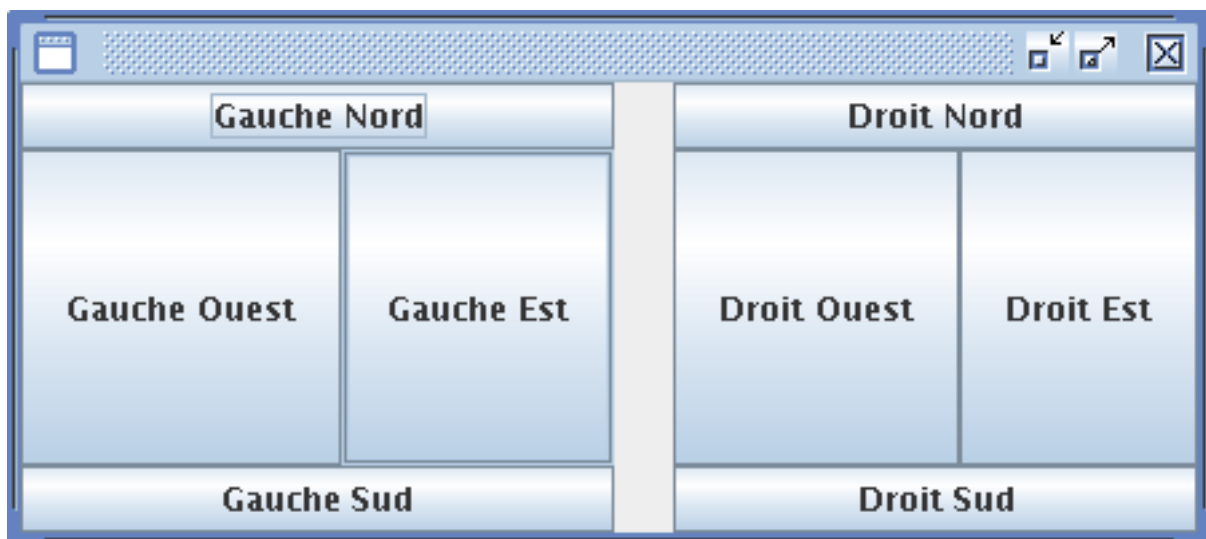 Gauche Nord
Droit Nord
Gauche Ouest
Gauche Est
Droit Ouest
Droit Est
Gauche Sud
Droit Sud